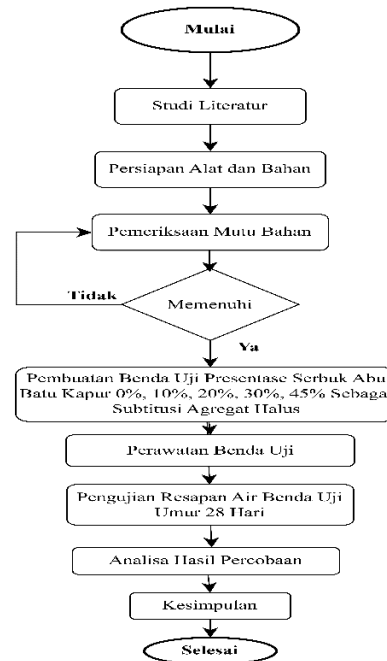 Mulai
Studi Literatur
Persiapan Alat dan Bahan
Pemeriksaan Mutu Bahan
Tidak
Memenuhi
Ya
Pembuatan Benda Uji Presentase Serbuk Abu
Batu Kapur 0%, 10%, 20%, 30%, 45% Sebaga
Subtitusi Agregat Halus
Perawatan Benda Uji
Pengujian Resapan Air Benda Uji
Umur 28 Hari
Analisa Hasil Percobaan
Kesimpulan
Selesai